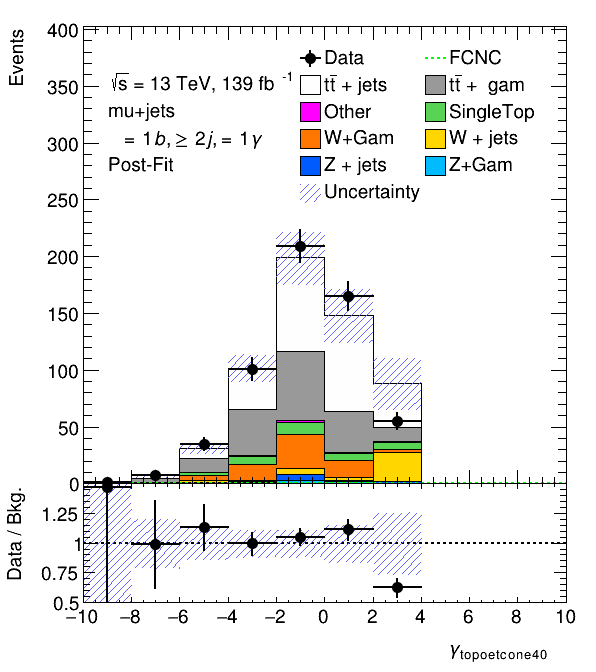 Events
400
350
300
250
200
150
100
50
0
√s = 13 TeV, 139 fb⁻¹
mu+jets
= 1b, ≥ 2j, = 1γ
Post-Fit
Data
FCNC
tt̄ + jets
tt̄ + gam
Other
SingleTop
W+Gam
W + jets
Z + jets
Z+Gam
Uncertainty
Data / Bkg.
1.25
1
0.75
0.5
−10 −8 −6 −4 −2 0 2 4 6 8 10
γtopoetcone40